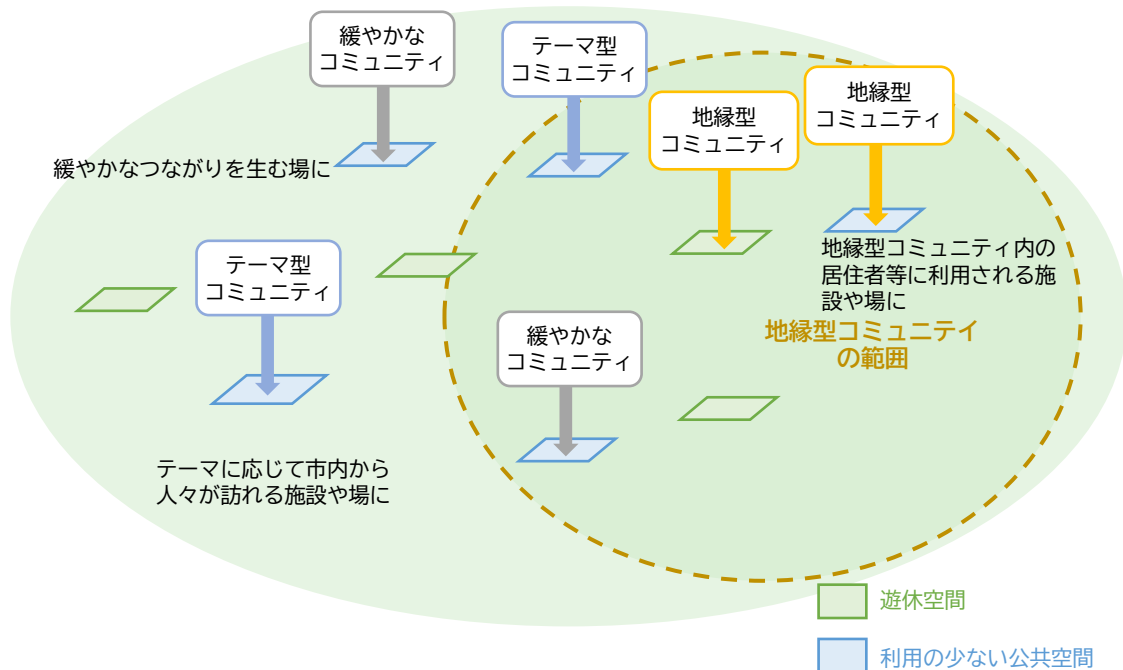 緩やかな
コミュニティ
テーマ型
コミュニティ
地縁型
コミュニティ
地縁型
コミュニティ
緩やかなつながりを生む場に
テーマ型
コミュニティ
地縁型コミュニティ内の
居住者等に利用される施
設や場に
地縁型コミュニテイ
の範囲
緩やかな
コミュニティ
テーマに応じて市内から
人々が訪れる施設や場に
遊休空間
利用の少ない公共空間